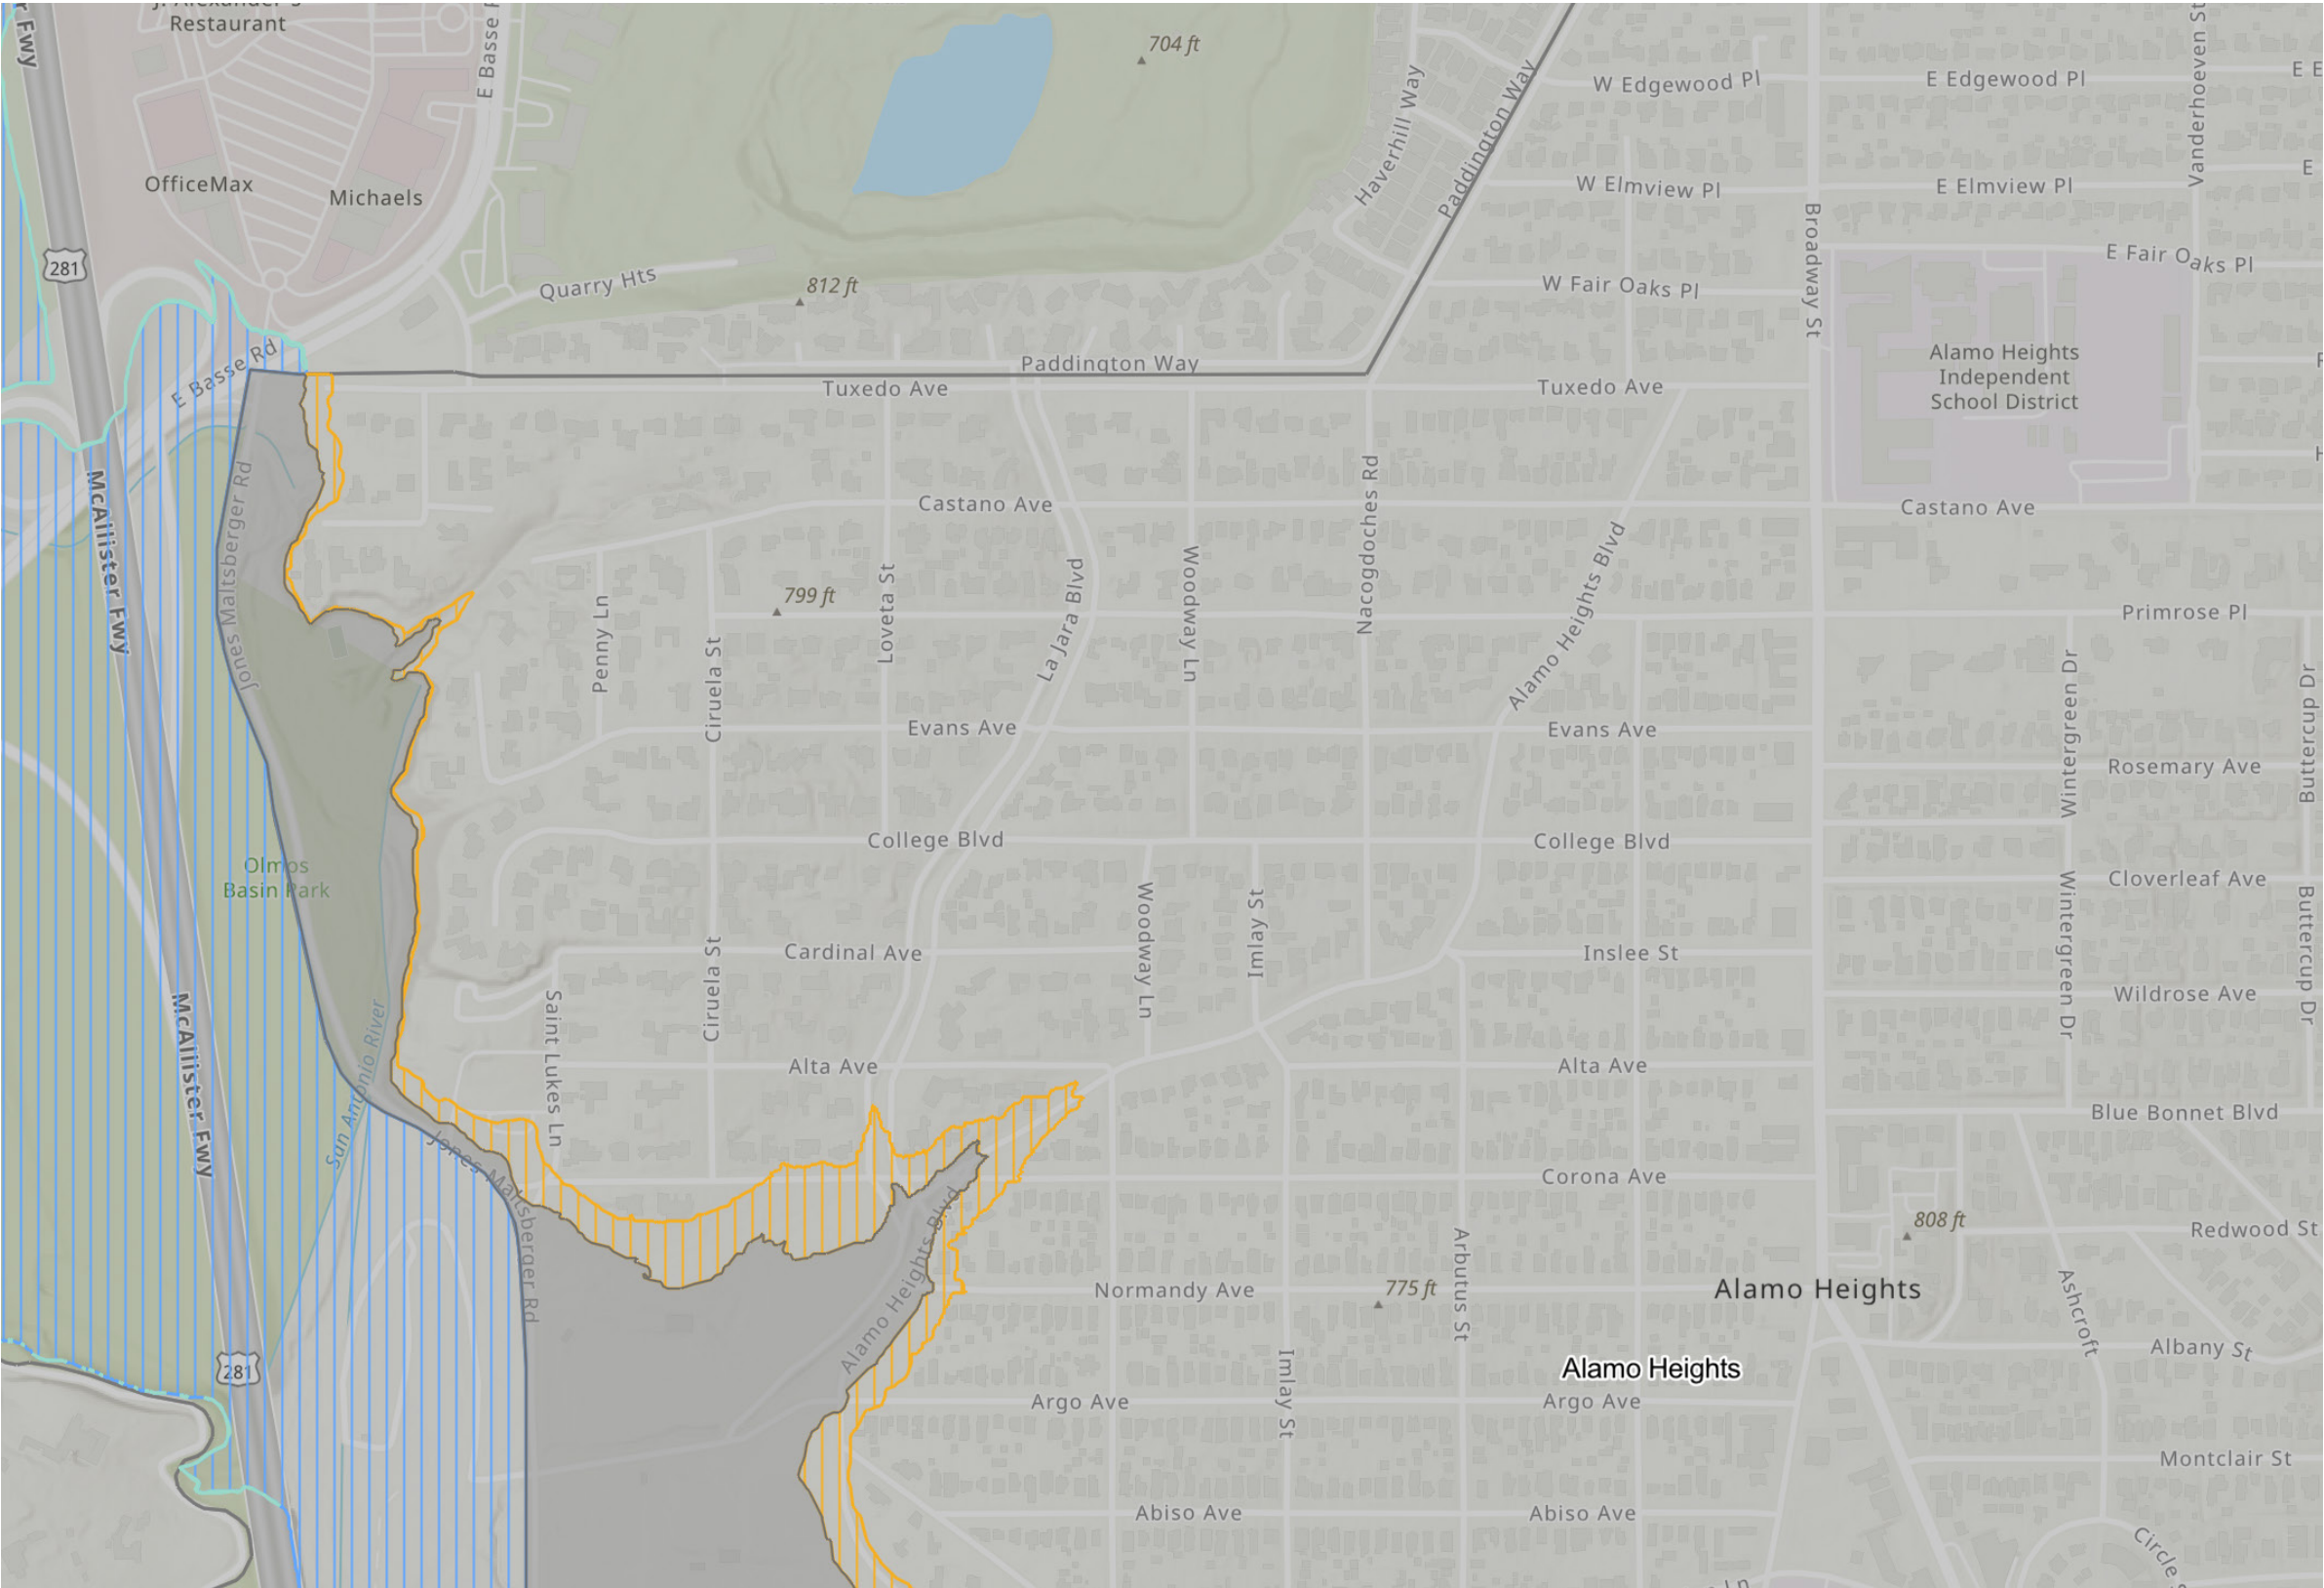 r Fwy
Restaurant
E Basse
704 ft
W Edgewood Pl
E Edgewood Pl
Vanderhoeven St
E E
Haverhill Way
Paddington Way
OfficeMax
Michaels
W Elmview Pl
E Elmview Pl
E
281
Quarry Hts
812 ft
W Fair Oaks Pl
Broadway St
E Fair Oaks Pl
E Basse Rd
Paddington Way
Tuxedo Ave
Tuxedo Ave
Alamo Heights
Independent
School District
Jones Maltsberger Rd
McAllister Fwy
Castano Ave
Nacogdoches Rd
Castano Ave
Alamo Heights Blvd
799 ft
Penny Ln
Ciruela St
Loveta St
La Jara Blvd
Woodway Ln
Primrose Pl
Wintergreen Dr
Buttercup Dr
Evans Ave
Evans Ave
Rosemary Ave
College Blvd
College Blvd
Olmos
Basin Park
Cloverleaf Ave
Ciruela St
Cardinal Ave
Woodway Ln
Imlay St
Inslee St
Wintergreen Dr
Buttercup Dr
Wildrose Ave
McAllister Fwy
San Antonio River
Saint Lukes Ln
Alta Ave
Alta Ave
Blue Bonnet Blvd
Jones Maltsberger Rd
Corona Ave
Alamo Heights Blvd
808 ft
Redwood St
Normandy Ave
775 ft
Arbutus St
Alamo Heights
Ashcroft
Albany St
281
Alamo Heights
Imlay St
Argo Ave
Argo Ave
Montclair St
Abiso Ave
Abiso Ave
Circle